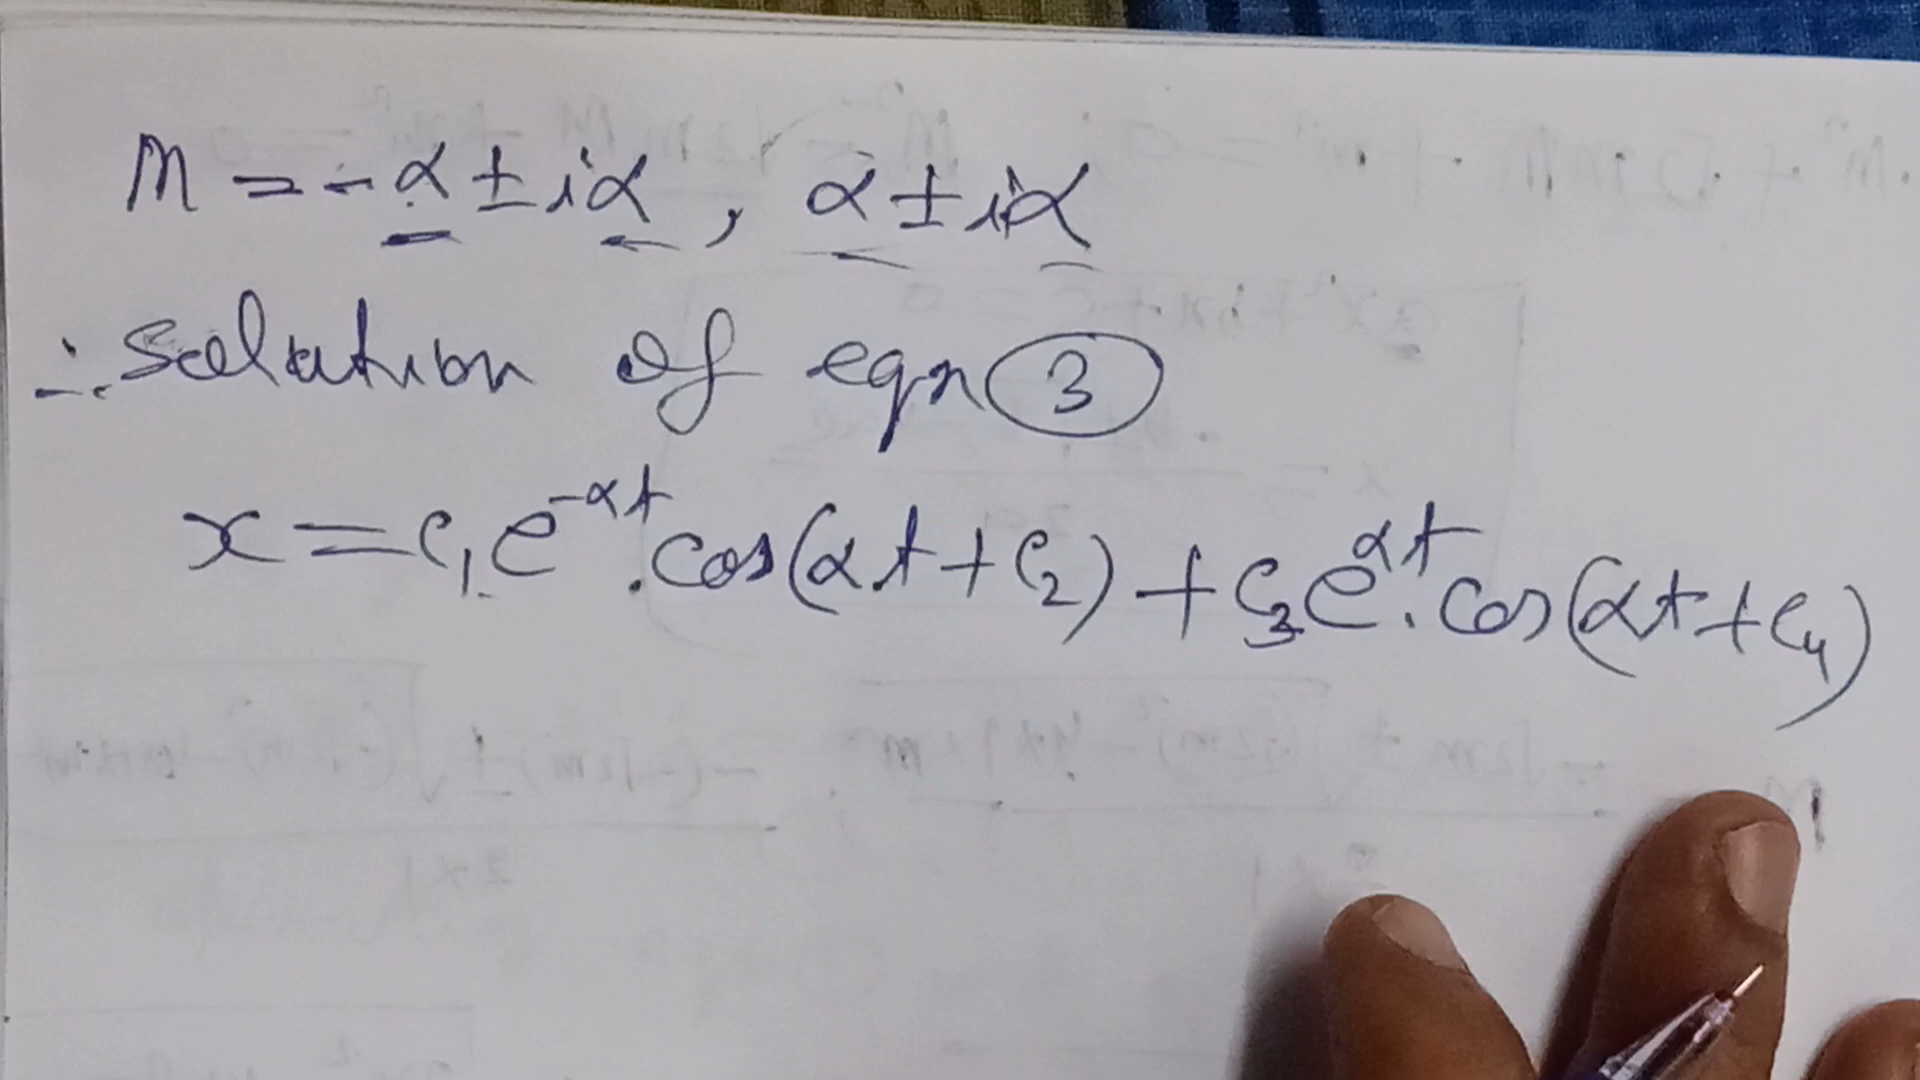 M = -α ± iα , α ± iα
∴ solution of eqn ③
x = c₁e^{-αt}.cos(αt+c₂) + c₃e^{αt}.cos(αt+c₄)